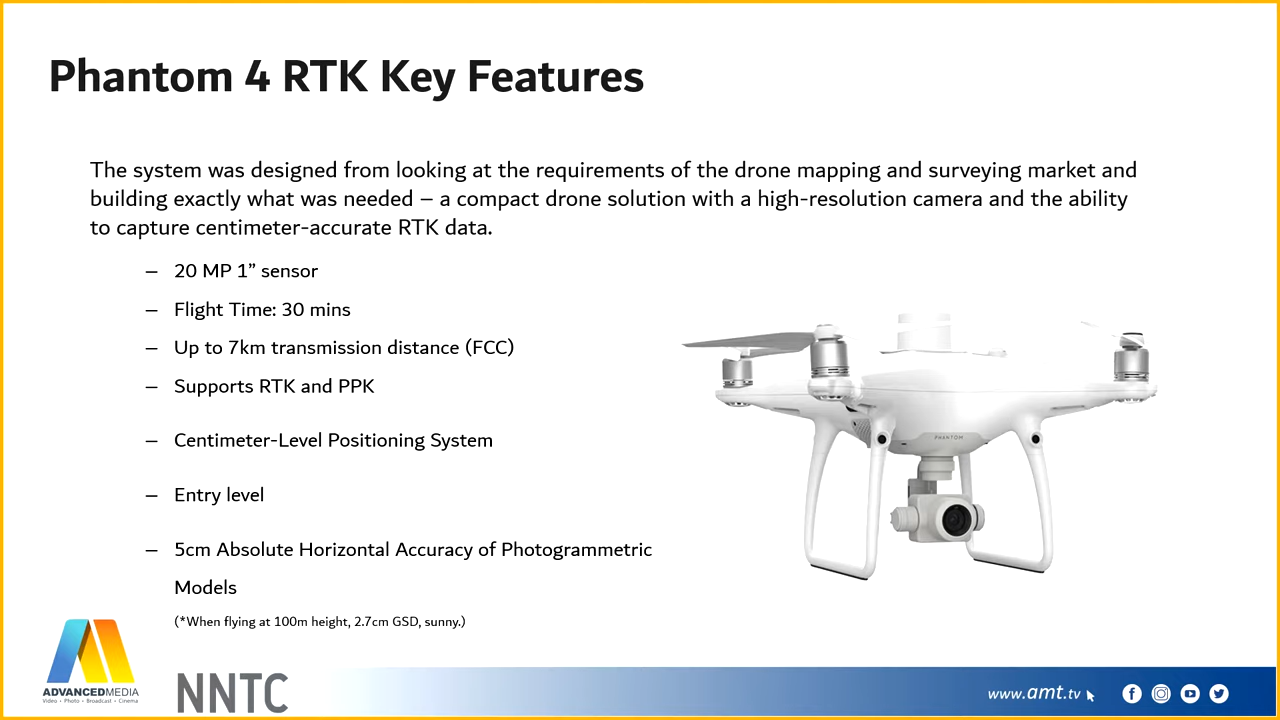 Phantom 4 RTK Key Features
The system was designed from looking at the requirements of the drone mapping and surveying market and
building exactly what was needed – a compact drone solution with a high-resolution camera and the ability
to capture centimeter-accurate RTK data.
– 20 MP 1” sensor
– Flight Time: 30 mins
– Up to 7km transmission distance (FCC)
– Supports RTK and PPK
– Centimeter-Level Positioning System
– Entry level
– 5cm Absolute Horizontal Accuracy of Photogrammetric
Models
(*When flying at 100m height, 2.7cm GSD, sunny.)
PHANTOM
ADVANCEDMEDIA
Video • Photo • Broadcast • Cinema
NNTC
www.amt.tv